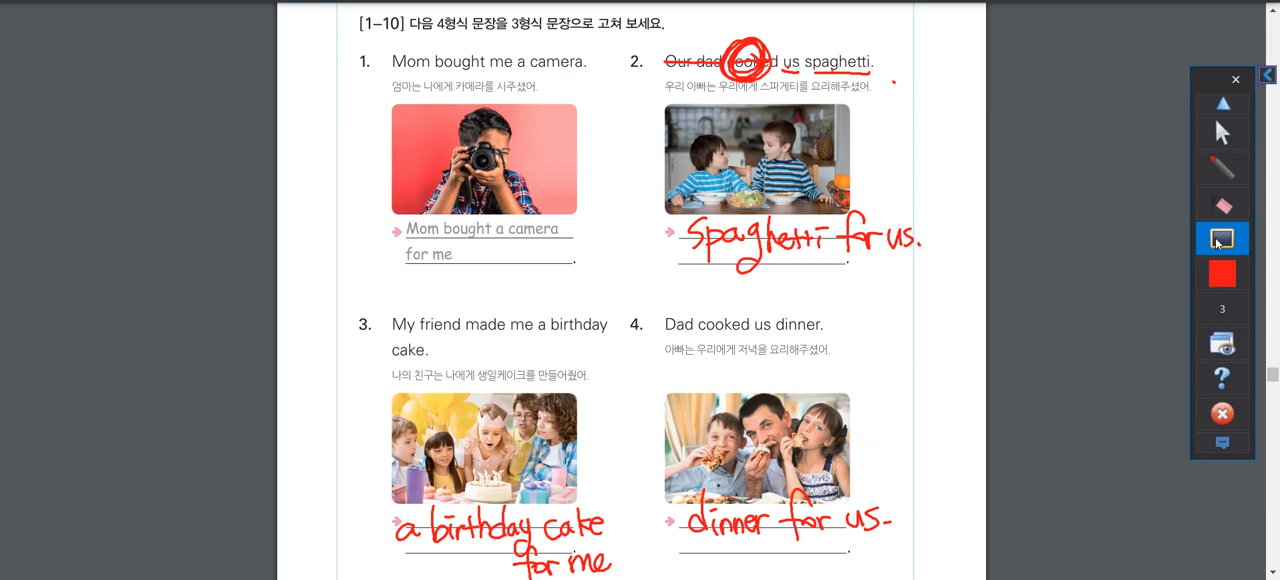 [1–10] 다음 4형식 문장을 3형식 문장으로 고쳐 보세요.
1. Mom bought me a camera.
엄마는 나에게 카메라를 사주셨어.
Mom bought a camera
for me .
2. Our dad cooked us spaghetti.
우리 아빠는 우리에게 스파게티를 요리해주셨어.
spaghetti for us.
.
3. My friend made me a birthday
cake.
나의 친구는 나에게 생일케이크를 만들어줬어.
a birthday cake
for me .
4. Dad cooked us dinner.
아빠는 우리에게 저녁을 요리해주셨어.
dinner for us.
.
3
?